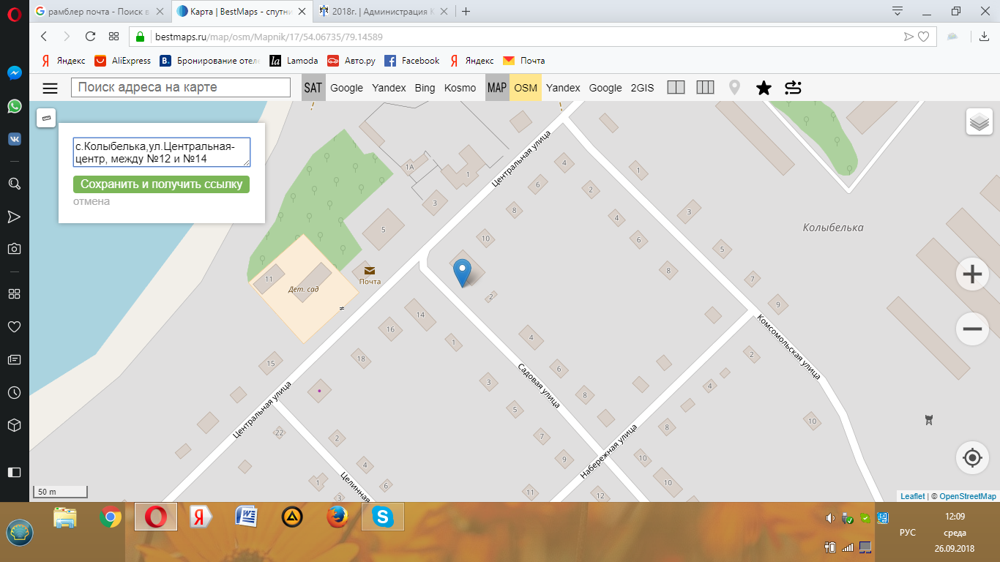 рамблер почта - Поиск в
Карта | BestMaps - спутни
2018г. | Администрация К
bestmaps.ru/map/osm/Mapnik/17/54.06735/79.14589
Яндекс
AliExpress
Бронирование отеле
Lamoda
Авто.ру
Facebook
Яндекс
Почта
Поиск адреса на карте
SAT Google Yandex Bing Kosmo MAP OSM Yandex Google 2GIS
с.Колыбелька,ул.Центральная-
центр, между №12 и №14
Сохранить и получить ссылку
отмена
Центральная улица
1А
1
3
5
4
6
8
10
1
2
4
6
8
3
5
7
9
Колыбелька
11
Дет. сад
Почта
2
14
16
18
1
15
4
6
8
3
5
7
9
11
Садовая улица
Комсомольская улица
2
4
8
10
10
12
10
Набережная улица
Центральная улица
22
2
4
6
1
3
Целинная
50 m
Leaflet | © OpenStreetMap
РУС
12:09
среда
26.09.2018